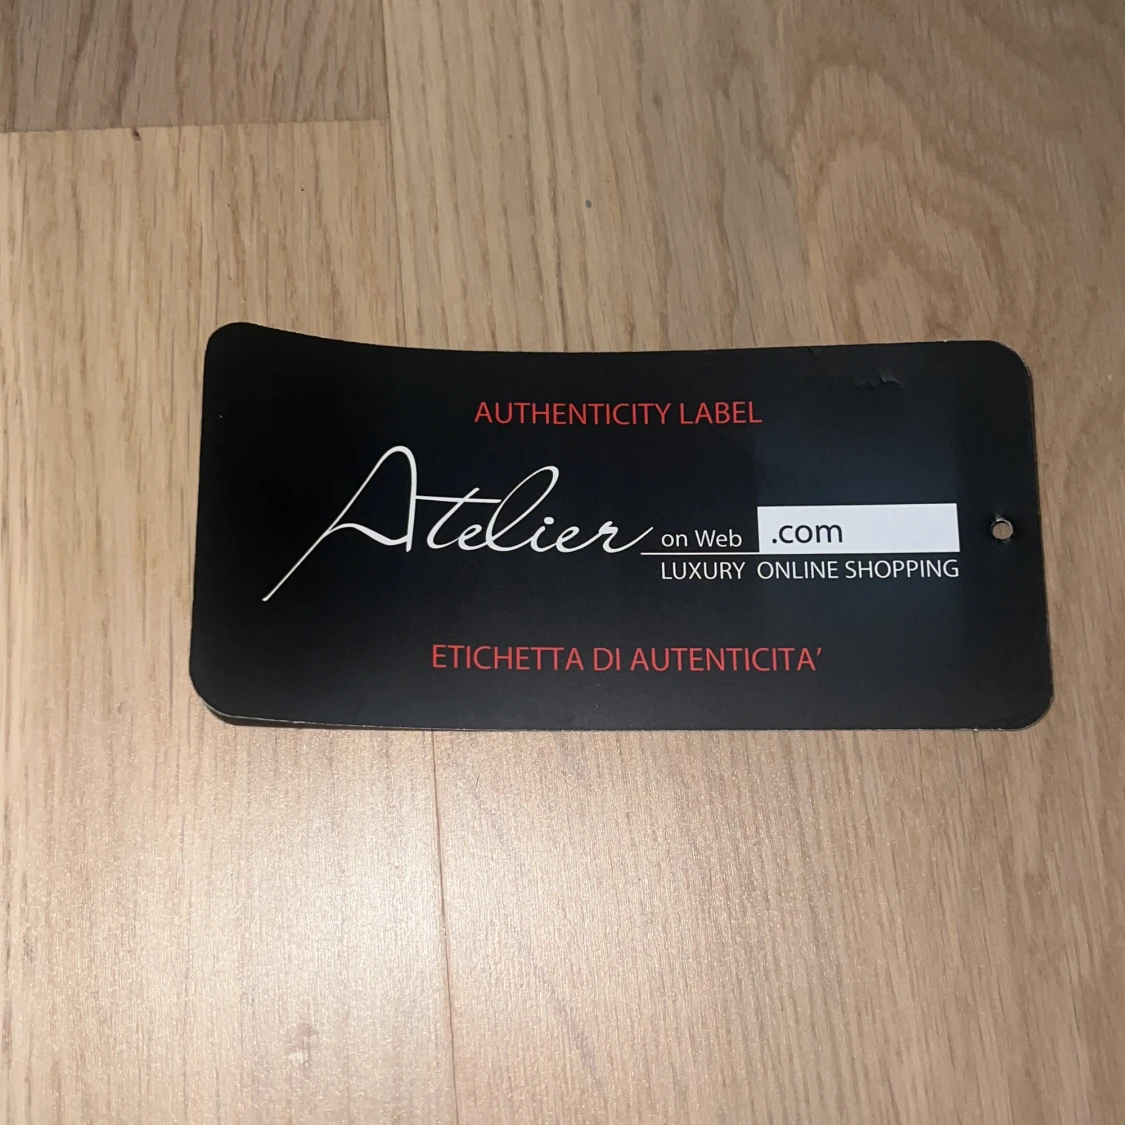 AUTHENTICITY LABEL
Atelier on Web .com
LUXURY ONLINE SHOPPING
ETICHETTA DI AUTENTICITA'